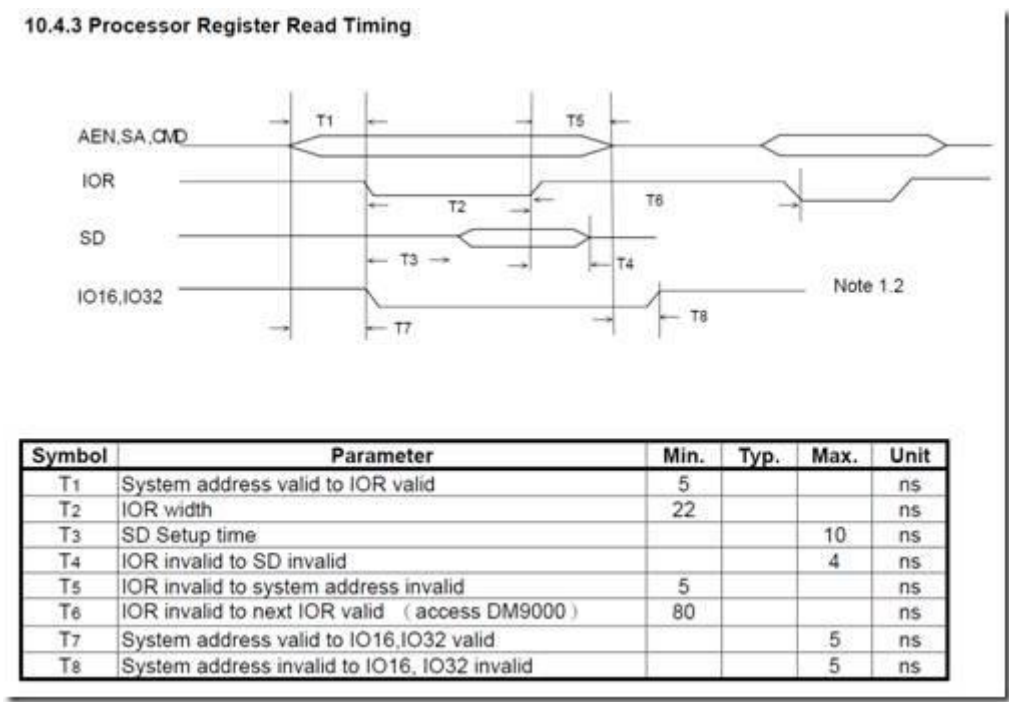 10.4.3 Processor Register Read Timing
T1
T5
AEN,SA,CMD
IOR
T2
T6
SD
T3
T4
IO16,IO32
Note 1.2
T7
T8
Symbol Parameter Min. Typ. Max. Unit
T1 System address valid to IOR valid 5 ns
T2 IOR width 22 ns
T3 SD Setup time 10 ns
T4 IOR invalid to SD invalid 4 ns
T5 IOR invalid to system address invalid 5 ns
T6 IOR invalid to next IOR valid （access DM9000） 80 ns
T7 System address valid to IO16,IO32 valid 5 ns
T8 System address invalid to IO16, IO32 invalid 5 ns